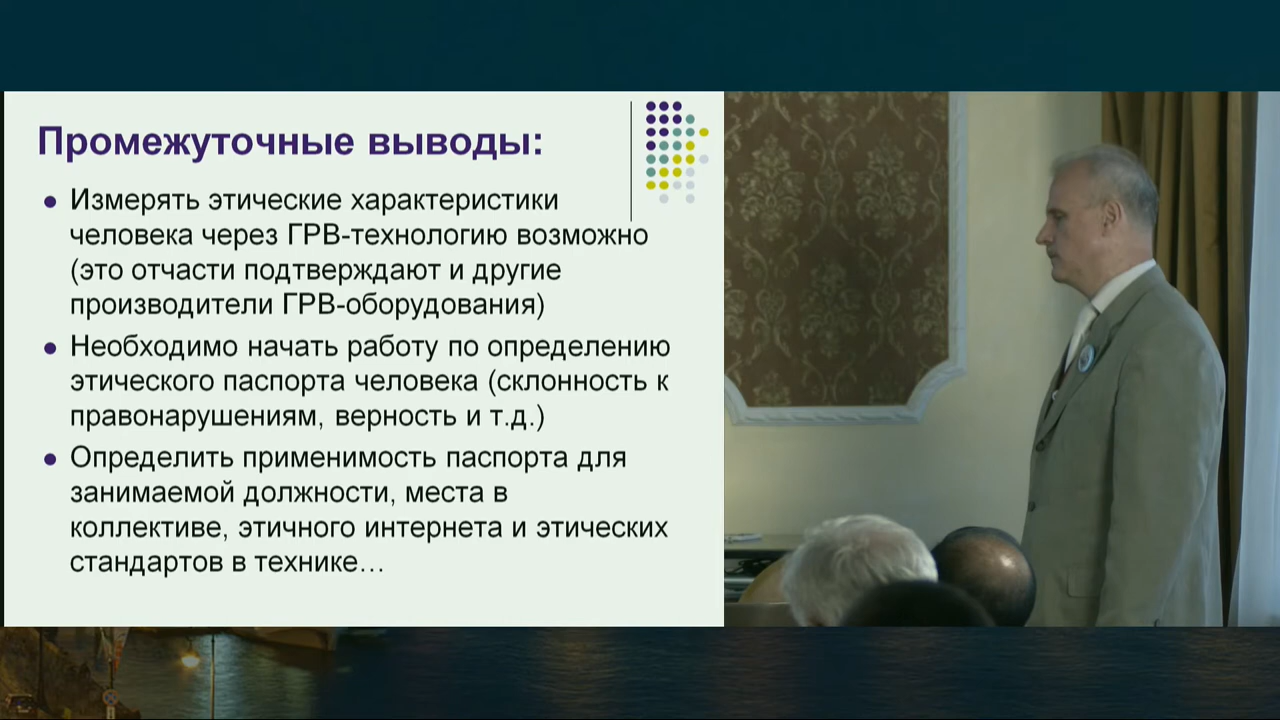 Промежуточные выводы:
Измерять этические характеристики
человека через ГРВ-технологию возможно
(это отчасти подтверждают и другие
производители ГРВ-оборудования)
Необходимо начать работу по определению
этического паспорта человека (склонность к
правонарушениям, верность и т.д.)
Определить применимость паспорта для
занимаемой должности, места в
коллективе, этичного интернета и этических
стандартов в технике…